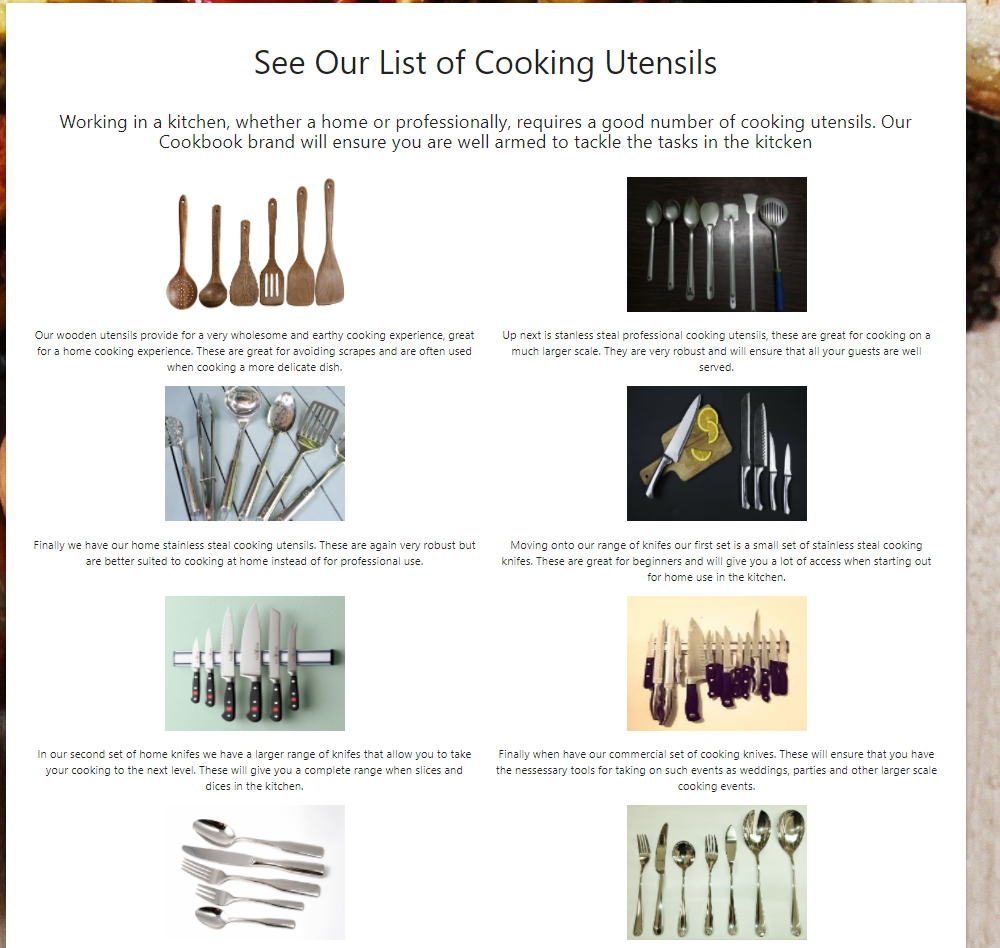 See Our List of Cooking Utensils
Working in a kitchen, whether a home or professionally, requires a good number of cooking utensils. Our
Cookbook brand will ensure you are well armed to tackle the tasks in the kitcken
Our wooden utensils provide for a very wholesome and earthy cooking experience, great
for a home cooking experience. These are great for avoiding scrapes and are often used
when cooking a more delicate dish.
Up next is stanless steal professional cooking utensils, these are great for cooking on a
much larger scale. They are very robust and will ensure that all your guests are well
served.
Finally we have our home stainless steal cooking utensils. These are again very robust but
are better suited to cooking at home instead of for professional use.
Moving onto our range of knifes our first set is a small set of stainless steal cooking
knifes. These are great for beginners and will give you a lot of access when starting out
for home use in the kitchen.
In our second set of home knifes we have a larger range of knifes that allow you to take
your cooking to the next level. These will give you a complete range when slices and
dices in the kitchen.
Finally when have our commercial set of cooking knives. These will ensure that you have
the nessessary tools for taking on such events as weddings, parties and other larger scale
cooking events.